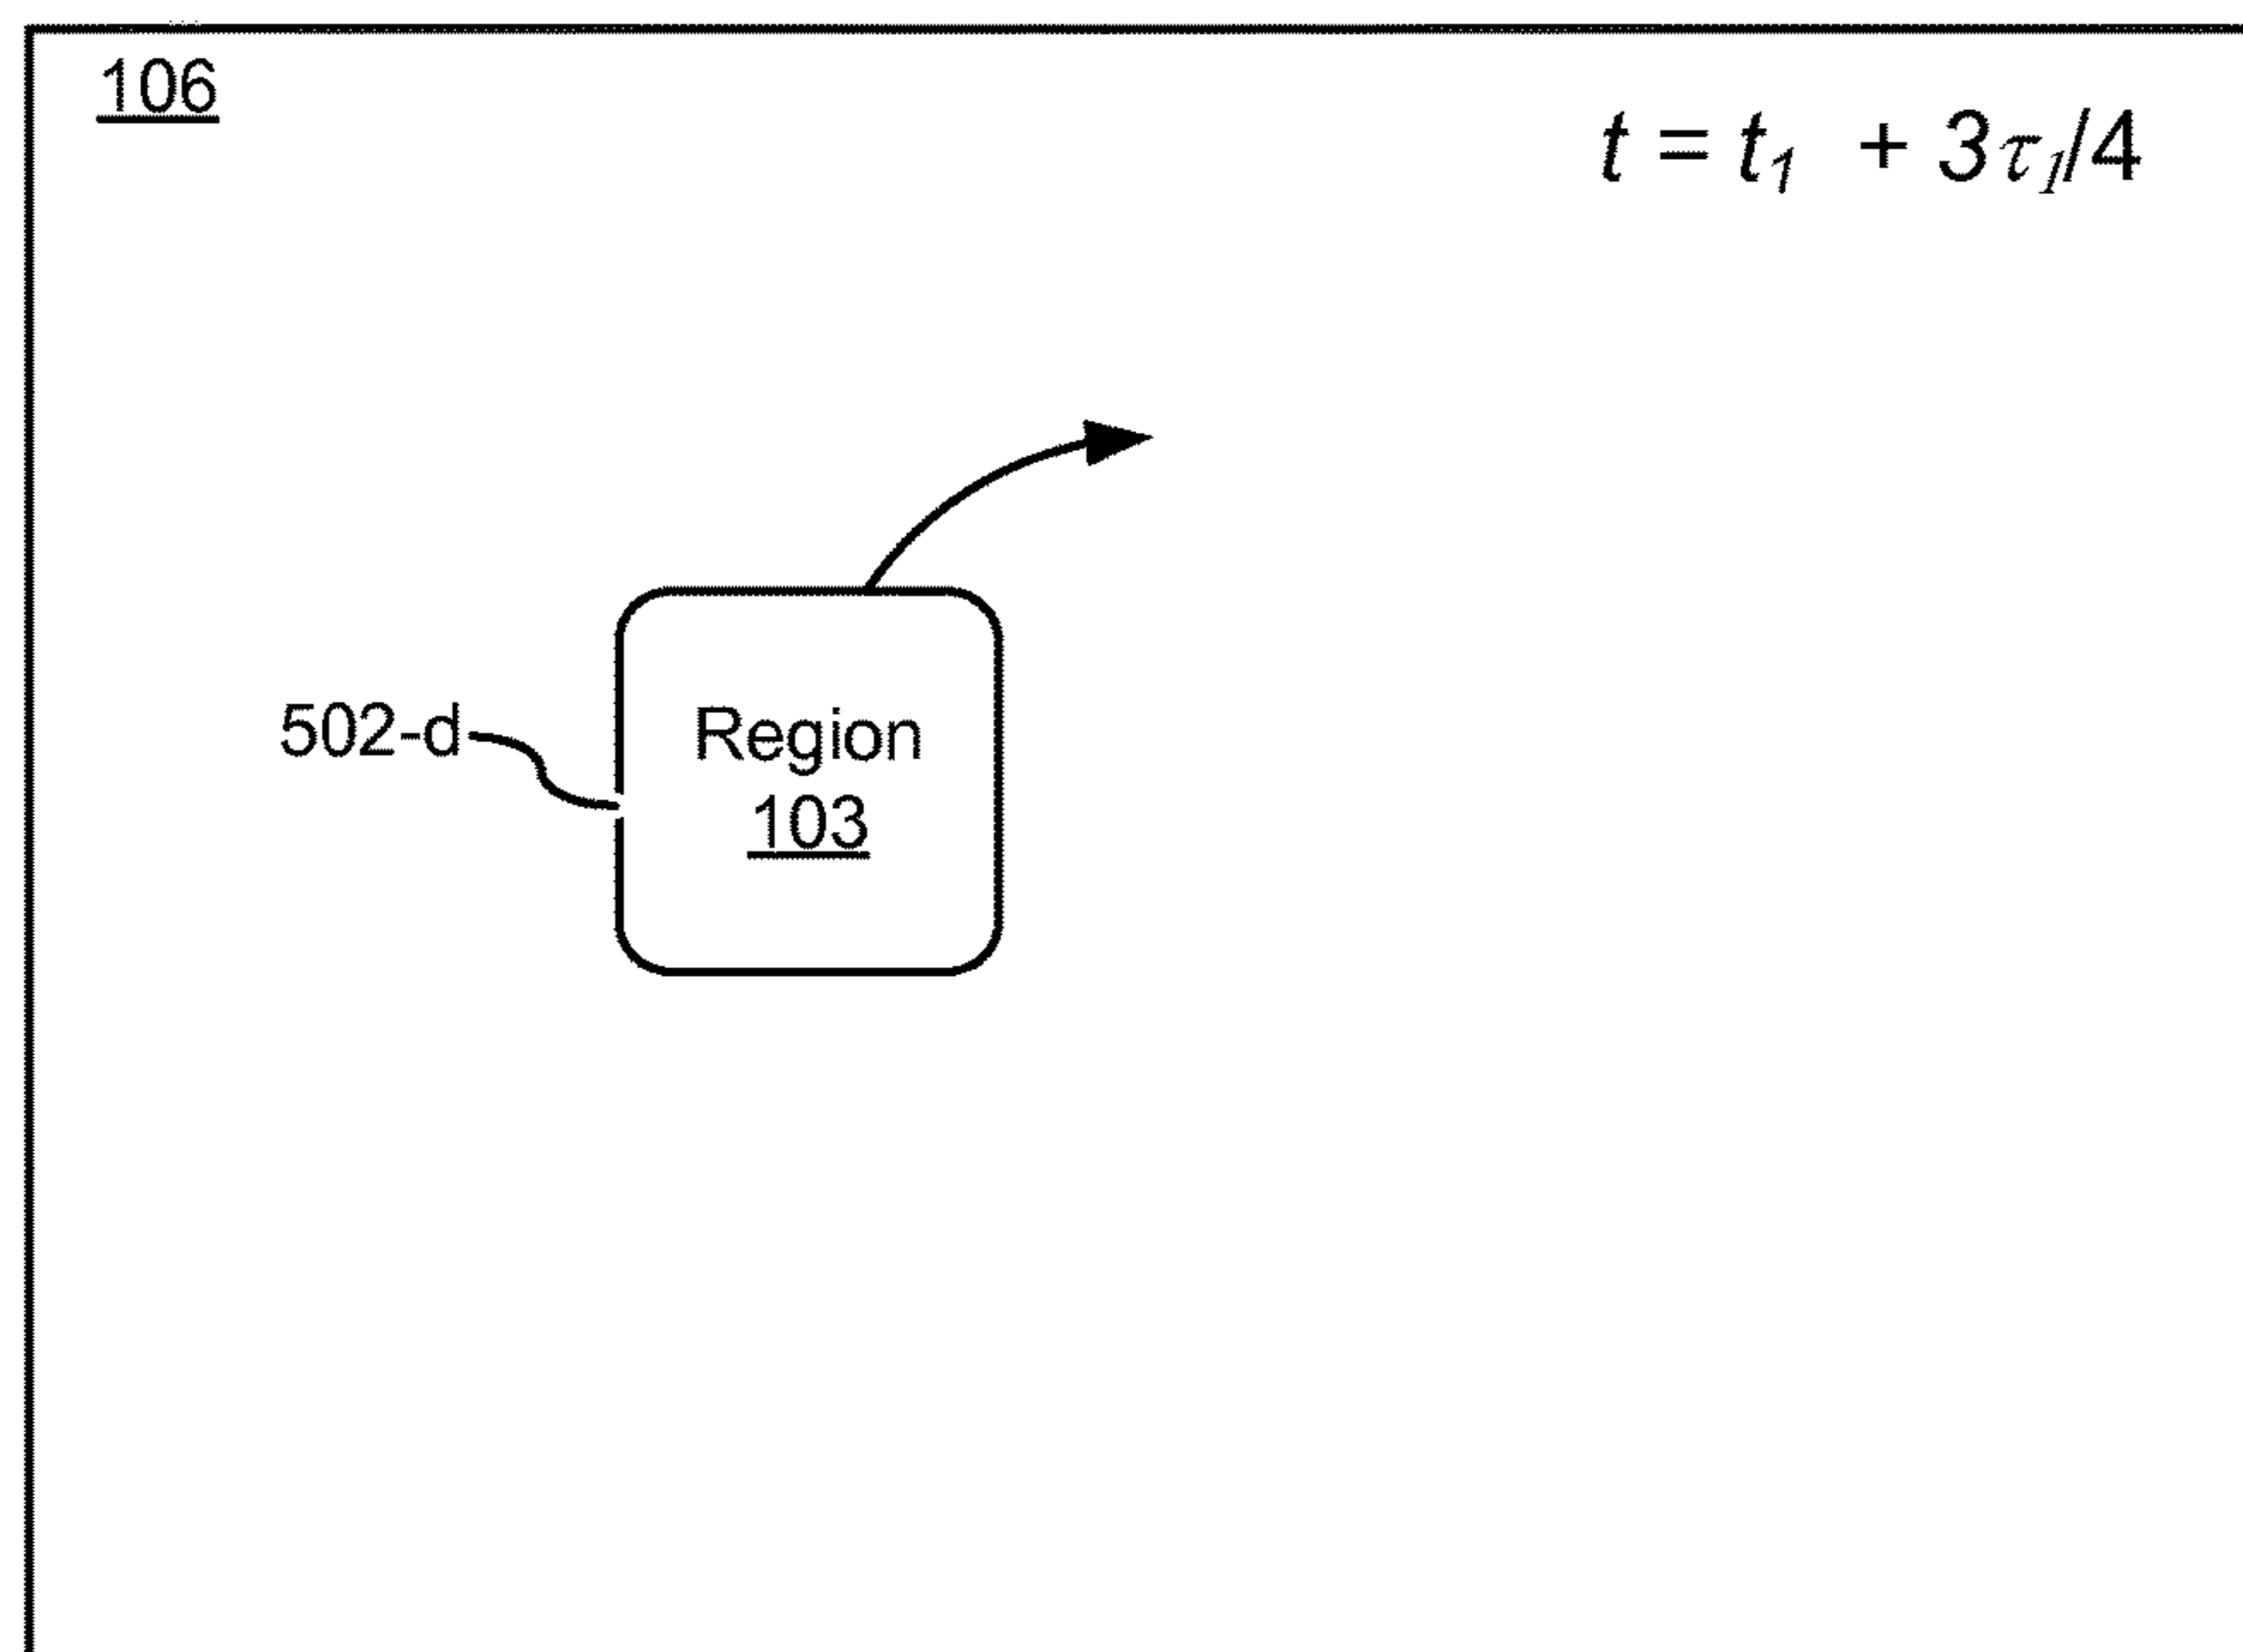 106
t = t₁ + 3τ₁/4
502-d
Region
103